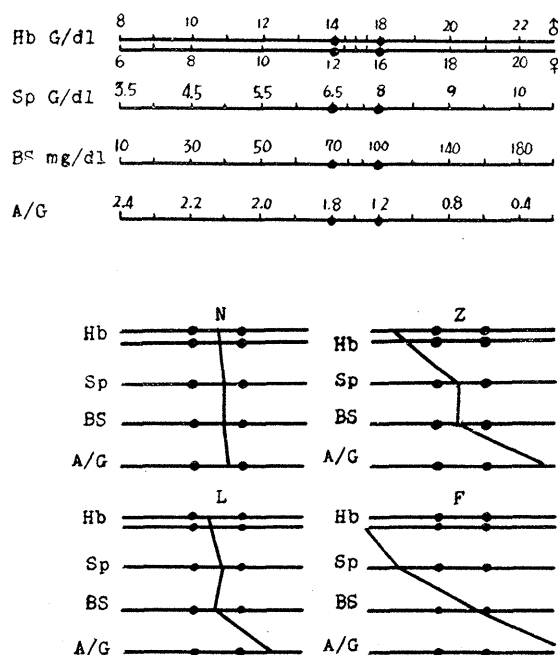 8 10 12 14 18 20 22 ♂
Hb G/dl
6 8 10 12 16 18 20 ♀
3.5 4.5 5.5 6.5 8 9 10
Sp G/dl
10 30 50 70 100 140 180
BS mg/dl
2.4 2.2 2.0 1.8 1.2 0.8 0.4
A/G
N
Hb
Sp
BS
A/G
Z
Hb
Sp
BS
A/G
L
Hb
Sp
BS
A/G
F
Hb
Sp
BS
A/G